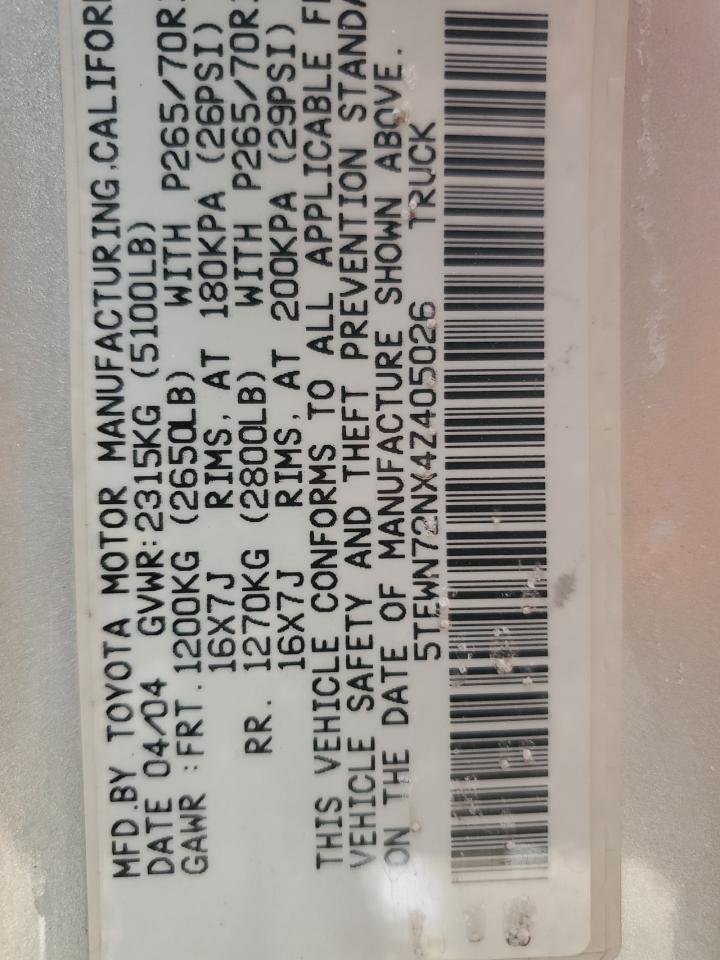 MFD.BY TOYOTA MOTOR MANUFACTURING,CALIFOR
DATE 04/04 GVWR:2315KG (5100LB)
GAWR :FRT. 1200KG (2650LB) WITH P265/70R
16X7J RIMS, AT 180KPA (26PSI)
RR. 1270KG (2800LB) WITH P265/70R
16X7J RIMS, AT 200KPA (29PSI)
THIS VEHICLE CONFORMS TO ALL APPLICABLE F
VEHICLE SAFETY AND THEFT PREVENTION STANDA
ON THE DATE OF MANUFACTURE SHOWN ABOVE.
5TEWN72NX4Z405026 TRUCK